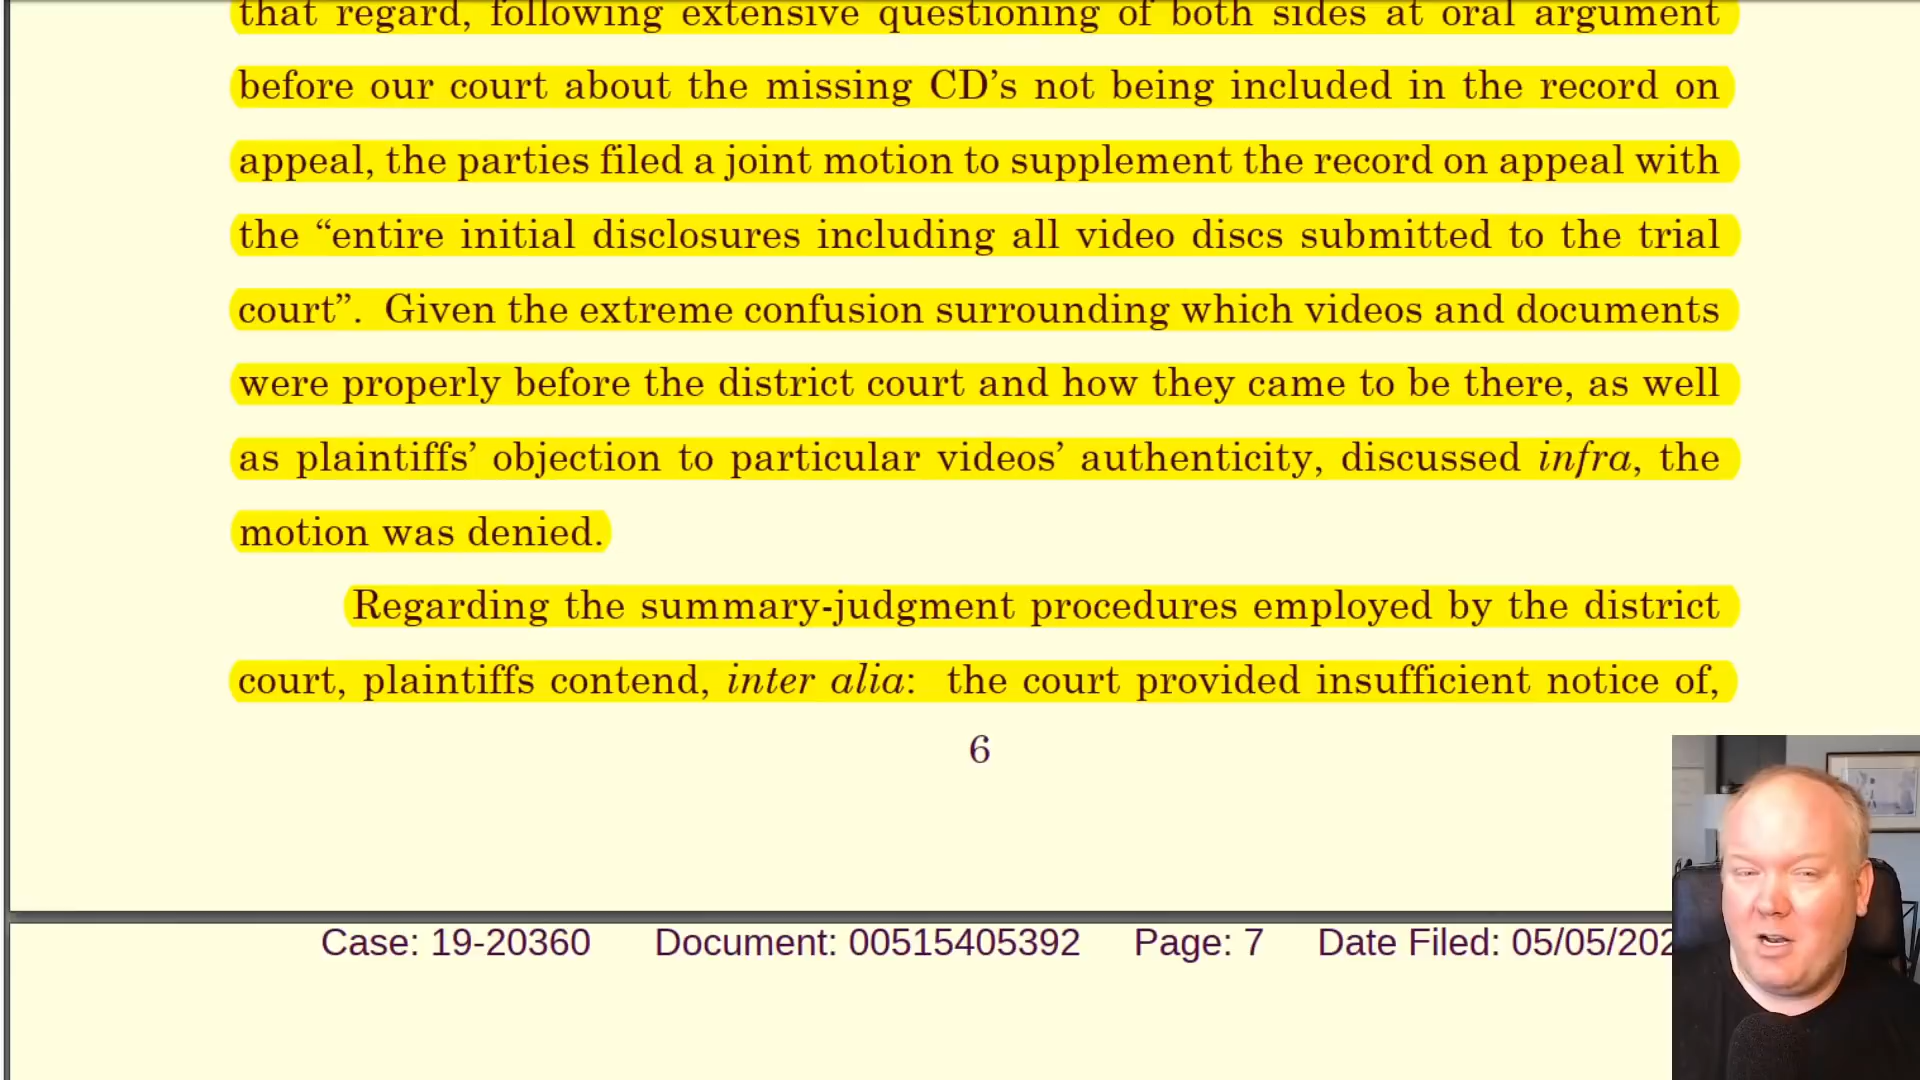 that regard, following extensive questioning of both sides at oral argument
before our court about the missing CD’s not being included in the record on
appeal, the parties filed a joint motion to supplement the record on appeal with
the “entire initial disclosures including all video discs submitted to the trial
court”.  Given the extreme confusion surrounding which videos and documents
were properly before the district court and how they came to be there, as well
as plaintiffs’ objection to particular videos’ authenticity, discussed infra, the
motion was denied.
Regarding the summary-judgment procedures employed by the district
court, plaintiffs contend, inter alia:  the court provided insufficient notice of,
6
Case: 19-20360 Document: 00515405392 Page: 7 Date Filed: 05/05/202